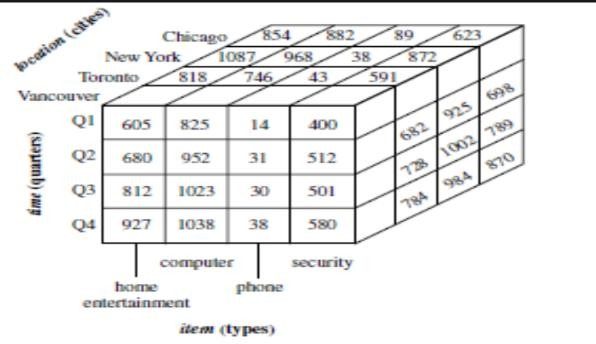 location (cities)
Chicago 854 882 89 623
New York 1087 968 38 872
Toronto 818 746 43 591
Vancouver
time (quarters)
Q1 605 825 14 400
Q2 680 952 31 512
Q3 812 1023 30 501
Q4 927 1038 38 580
682 925 698
728 1002 789
784 984 870
computer security
home phone
entertainment
item (types)